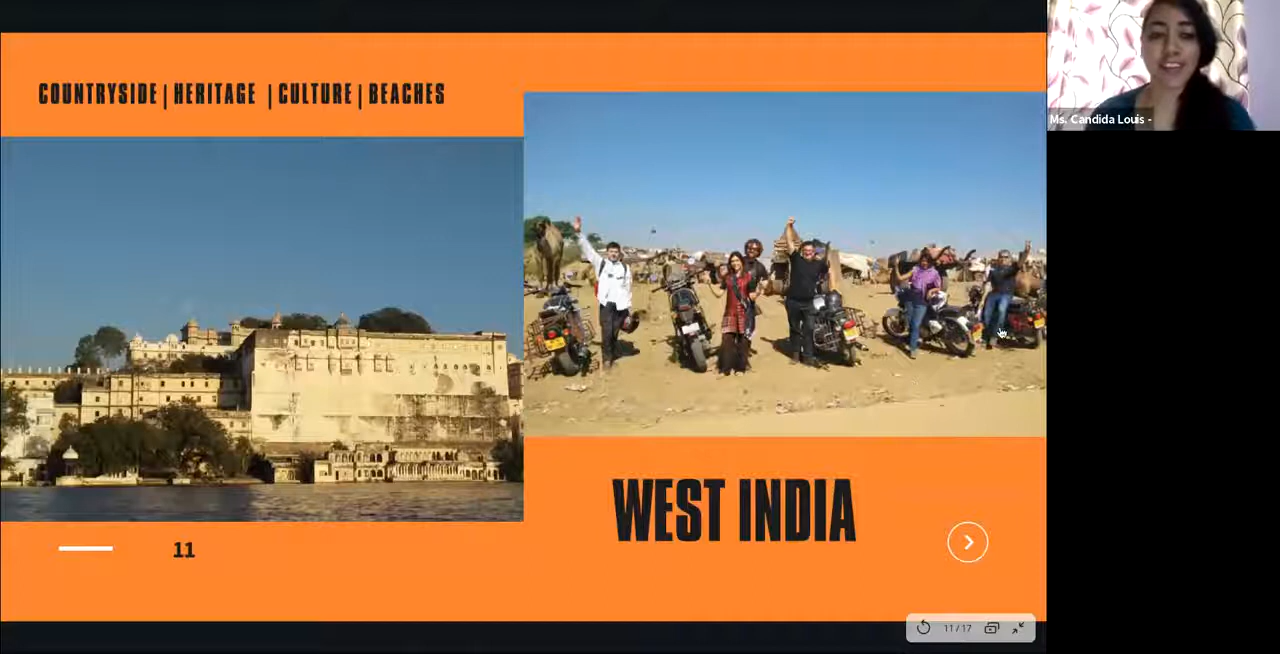 COUNTRYSIDE | HERITAGE | CULTURE | BEACHES
Ms. Candida Louis -
WEST INDIA
11
11 / 17